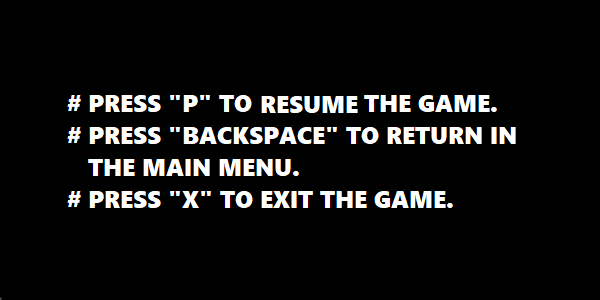 # PRESS "P" TO RESUME THE GAME.
# PRESS "BACKSPACE" TO RETURN IN
THE MAIN MENU.
# PRESS "X" TO EXIT THE GAME.